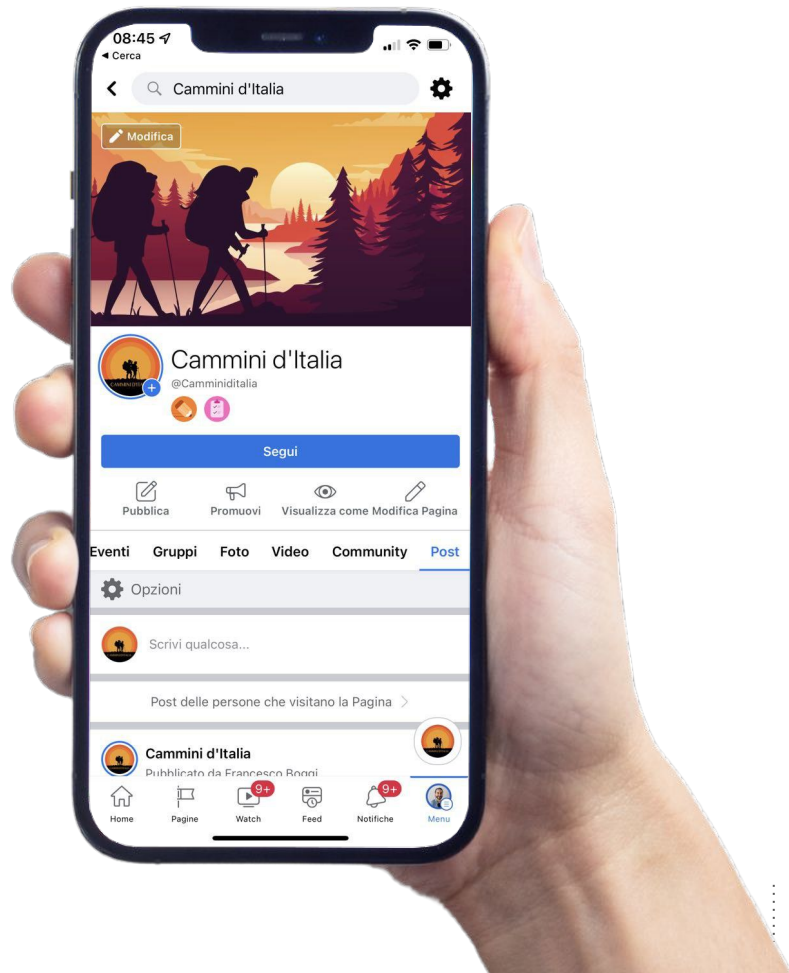 08:45
◀ Cerca
Cammini d'Italia
Modifica
Cammini d'Italia
@Camminiditalia
Segui
Pubblica Promuovi Visualizza come Modifica Pagina
Eventi Gruppi Foto Video Community Post
Opzioni
Scrivi qualcosa...
Post delle persone che visitano la Pagina
Cammini d'Italia
Pubblicato da Francesco Boggi
9+ 9+
Home Pagine Watch Feed Notifiche Menu